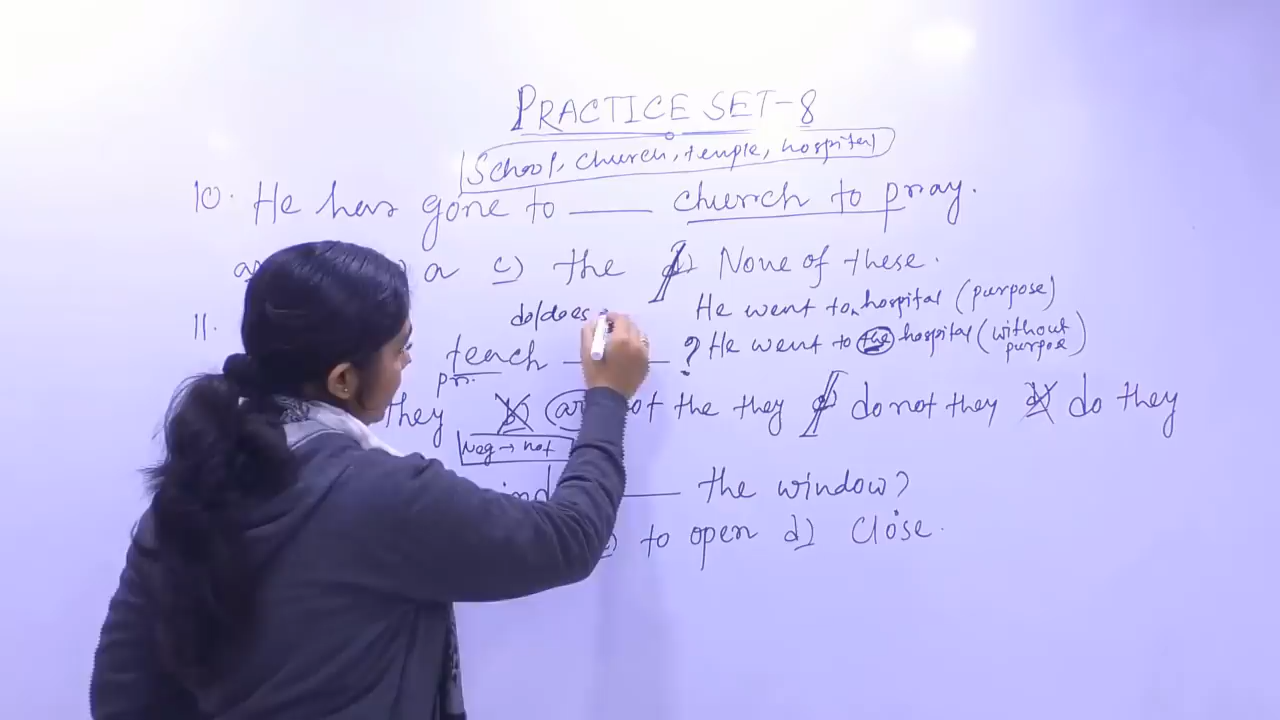 PRACTICE SET-8
School, church, temple, hospital
10. He has gone to ____ church to pray.
a c) the d) None of these.
do/does He went to hospital (purpose)
11.
teach ____ ? He went to the hospital (without purpose)
pr.
they b) of the they do not they d) do they
Neg → not
____ the window?
to open d) Close.